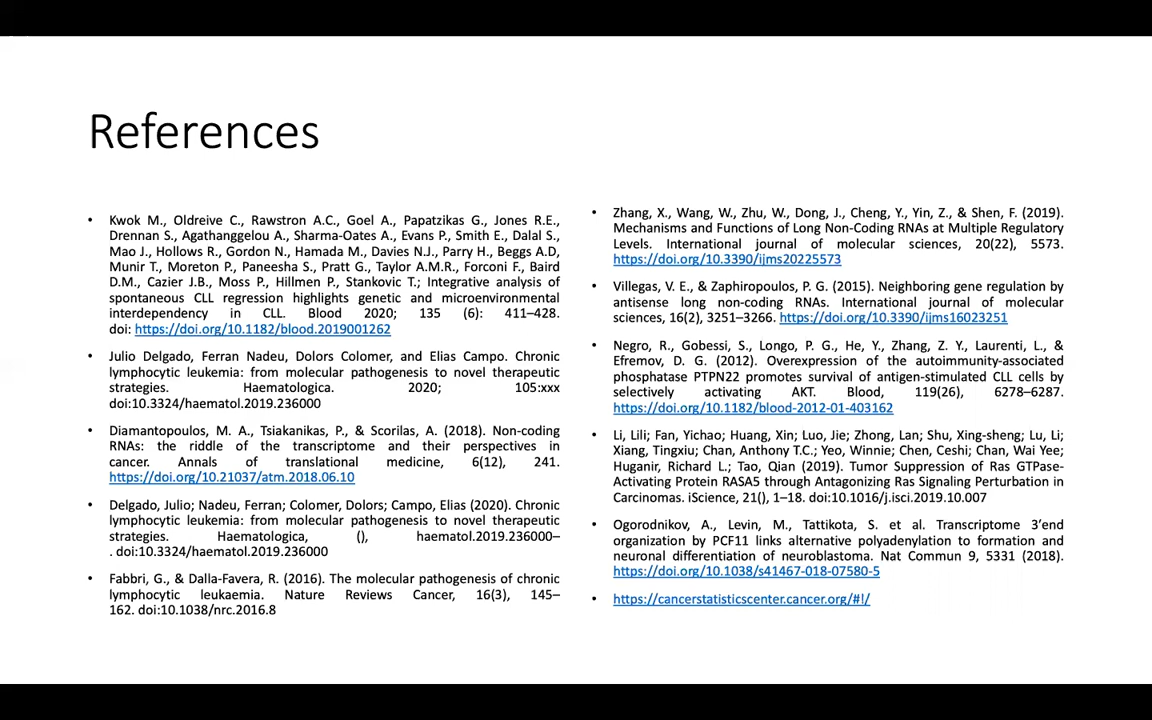 References
• Kwok M., Oldreive C., Rawstron A.C., Goel A., Papatzikas G., Jones R.E.,
Drennan S., Agathanggelou A., Sharma-Oates A., Evans P., Smith E., Dalal S.,
Mao J., Hollows R., Gordon N., Hamada M., Davies N.J., Parry H., Beggs A.D,
Munir T., Moreton P., Paneesha S., Pratt G., Taylor A.M.R., Forconi F., Baird
D.M., Cazier J.B., Moss P., Hillmen P., Stankovic T.; Integrative analysis of
spontaneous CLL regression highlights genetic and microenvironmental
interdependency in CLL. Blood 2020; 135 (6): 411–428.
doi: https://doi.org/10.1182/blood.2019001262
• Julio Delgado, Ferran Nadeu, Dolors Colomer, and Elias Campo. Chronic
lymphocytic leukemia: from molecular pathogenesis to novel therapeutic
strategies. Haematologica. 2020; 105:xxx
doi:10.3324/haematol.2019.236000
• Diamantopoulos, M. A., Tsiakanikas, P., & Scorilas, A. (2018). Non-coding
RNAs: the riddle of the transcriptome and their perspectives in
cancer. Annals of translational medicine, 6(12), 241.
https://doi.org/10.21037/atm.2018.06.10
• Delgado, Julio; Nadeu, Ferran; Colomer, Dolors; Campo, Elias (2020). Chronic
lymphocytic leukemia: from molecular pathogenesis to novel therapeutic
strategies. Haematologica, (), haematol.2019.236000–
. doi:10.3324/haematol.2019.236000
• Fabbri, G., & Dalla-Favera, R. (2016). The molecular pathogenesis of chronic
lymphocytic leukaemia. Nature Reviews Cancer, 16(3), 145–
162. doi:10.1038/nrc.2016.8
• Zhang, X., Wang, W., Zhu, W., Dong, J., Cheng, Y., Yin, Z., & Shen, F. (2019).
Mechanisms and Functions of Long Non-Coding RNAs at Multiple Regulatory
Levels. International journal of molecular sciences, 20(22), 5573.
https://doi.org/10.3390/ijms20225573
• Villegas, V. E., & Zaphiropoulos, P. G. (2015). Neighboring gene regulation by
antisense long non-coding RNAs. International journal of molecular
sciences, 16(2), 3251–3266. https://doi.org/10.3390/ijms16023251
• Negro, R., Gobessi, S., Longo, P. G., He, Y., Zhang, Z. Y., Laurenti, L., &
Efremov, D. G. (2012). Overexpression of the autoimmunity-associated
phosphatase PTPN22 promotes survival of antigen-stimulated CLL cells by
selectively activating AKT. Blood, 119(26), 6278–6287.
https://doi.org/10.1182/blood-2012-01-403162
• Li, Lili; Fan, Yichao; Huang, Xin; Luo, Jie; Zhong, Lan; Shu, Xing-sheng; Lu, Li;
Xiang, Tingxiu; Chan, Anthony T.C.; Yeo, Winnie; Chen, Ceshi; Chan, Wai Yee;
Huganir, Richard L.; Tao, Qian (2019). Tumor Suppression of Ras GTPase-
Activating Protein RASA5 through Antagonizing Ras Signaling Perturbation in
Carcinomas. iScience, 21(), 1–18. doi:10.1016/j.isci.2019.10.007
• Ogorodnikov, A., Levin, M., Tattikota, S. et al. Transcriptome 3′end
organization by PCF11 links alternative polyadenylation to formation and
neuronal differentiation of neuroblastoma. Nat Commun 9, 5331 (2018).
https://doi.org/10.1038/s41467-018-07580-5
• https://cancerstatisticscenter.cancer.org/#!/